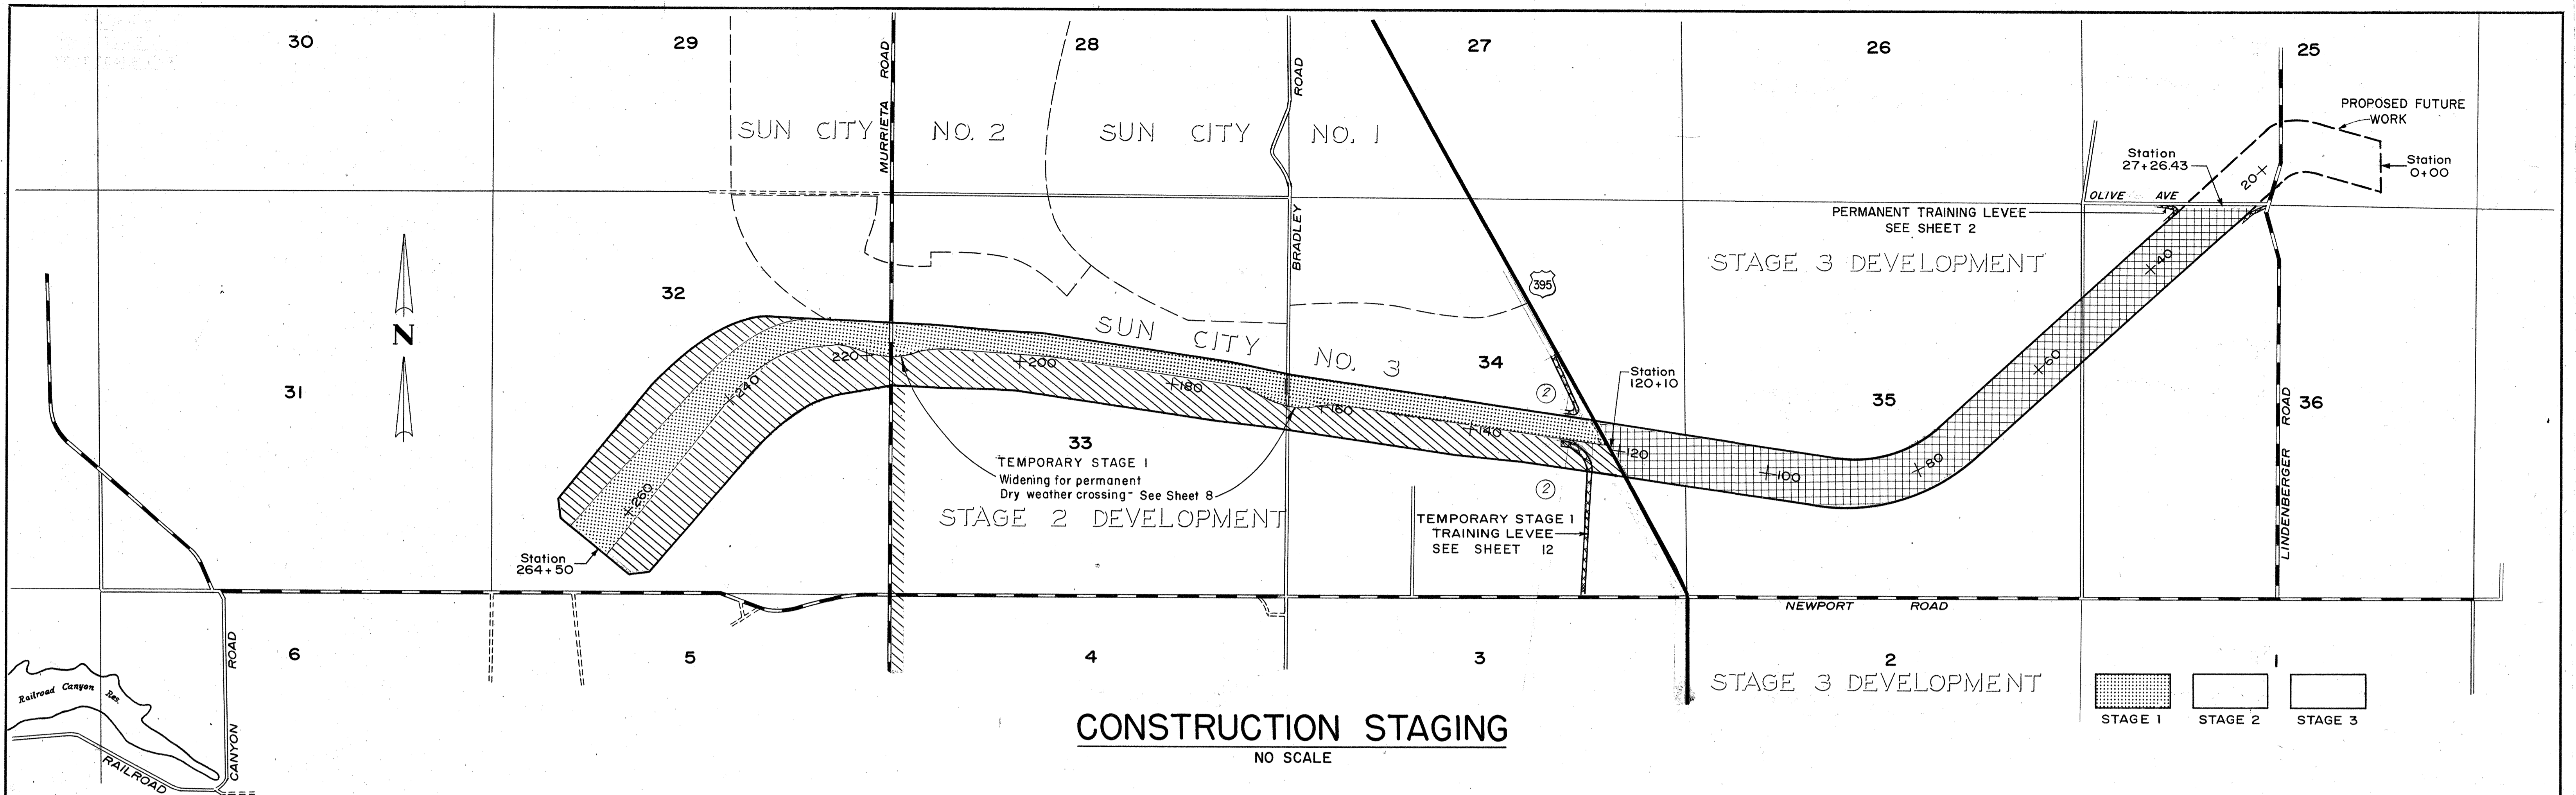 30
29
28
27
26
25
MURRIETA ROAD
BRADLEY ROAD
SUN CITY NO. 2
SUN CITY NO. 1
PROPOSED FUTURE
WORK
Station
27+26.43
Station
0+00
20
OLIVE AVE
PERMANENT TRAINING LEVEE
SEE SHEET 2
STAGE 3 DEVELOPMENT
40
395
32
N
SUN CITY NO. 3
34
31
33
35
36
220
200
180
160
140
120
100
80
60
240
260
Station
120+10
2
2
TEMPORARY STAGE 1
Widening for permanent
Dry weather crossing - See Sheet 8
STAGE 2 DEVELOPMENT
TEMPORARY STAGE 1
TRAINING LEVEE
SEE SHEET 12
Station
264+50
LINDENBERGER ROAD
NEWPORT ROAD
6
5
4
3
2
1
STAGE 3 DEVELOPMENT
Railroad Canyon Res.
RAILROAD
CANYON ROAD
STAGE 1
STAGE 2
STAGE 3
CONSTRUCTION STAGING
NO SCALE